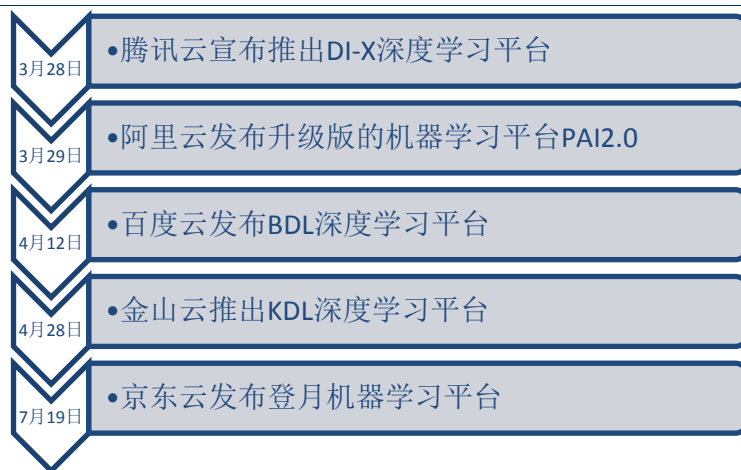 3月28日
•腾讯云宣布推出DI-X深度学习平台
3月29日
•阿里云发布升级版的机器学习平台PAI2.0
4月12日
•百度云发布BDL深度学习平台
4月28日
•金山云推出KDL深度学习平台
7月19日
•京东云发布登月机器学习平台